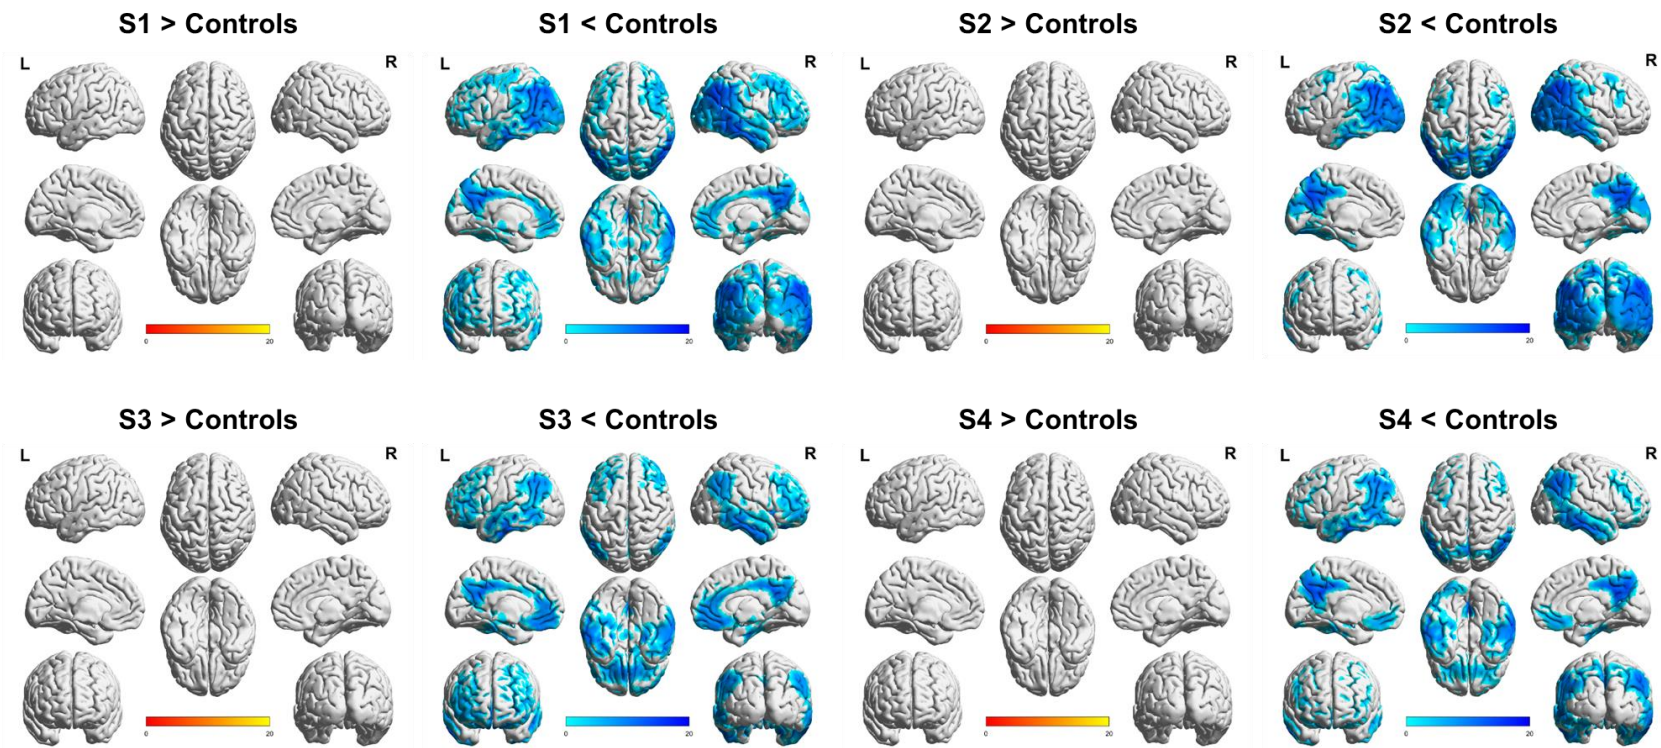 S1 > Controls
S1 < Controls
S2 > Controls
S2 < Controls
L R
L R
L R
L R
0 20
0 20
0 20
0 20
S3 > Controls
S3 < Controls
S4 > Controls
S4 < Controls
L R
L R
L R
L R
0 20
0 20
0 20
0 20